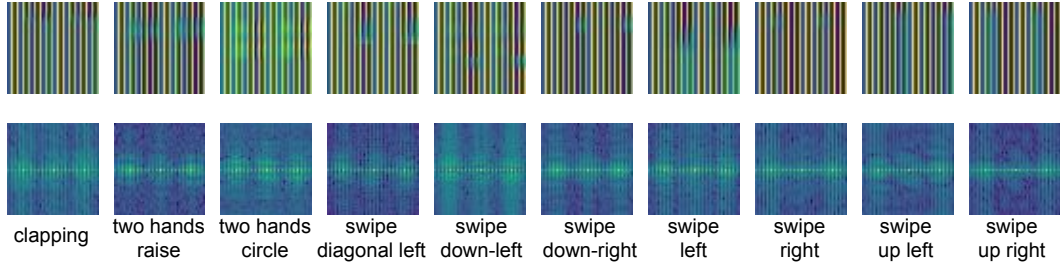 clapping
two hands raise
two hands circle
swipe diagonal left
swipe down-left
swipe down-right
swipe left
swipe right
swipe up left
swipe up right